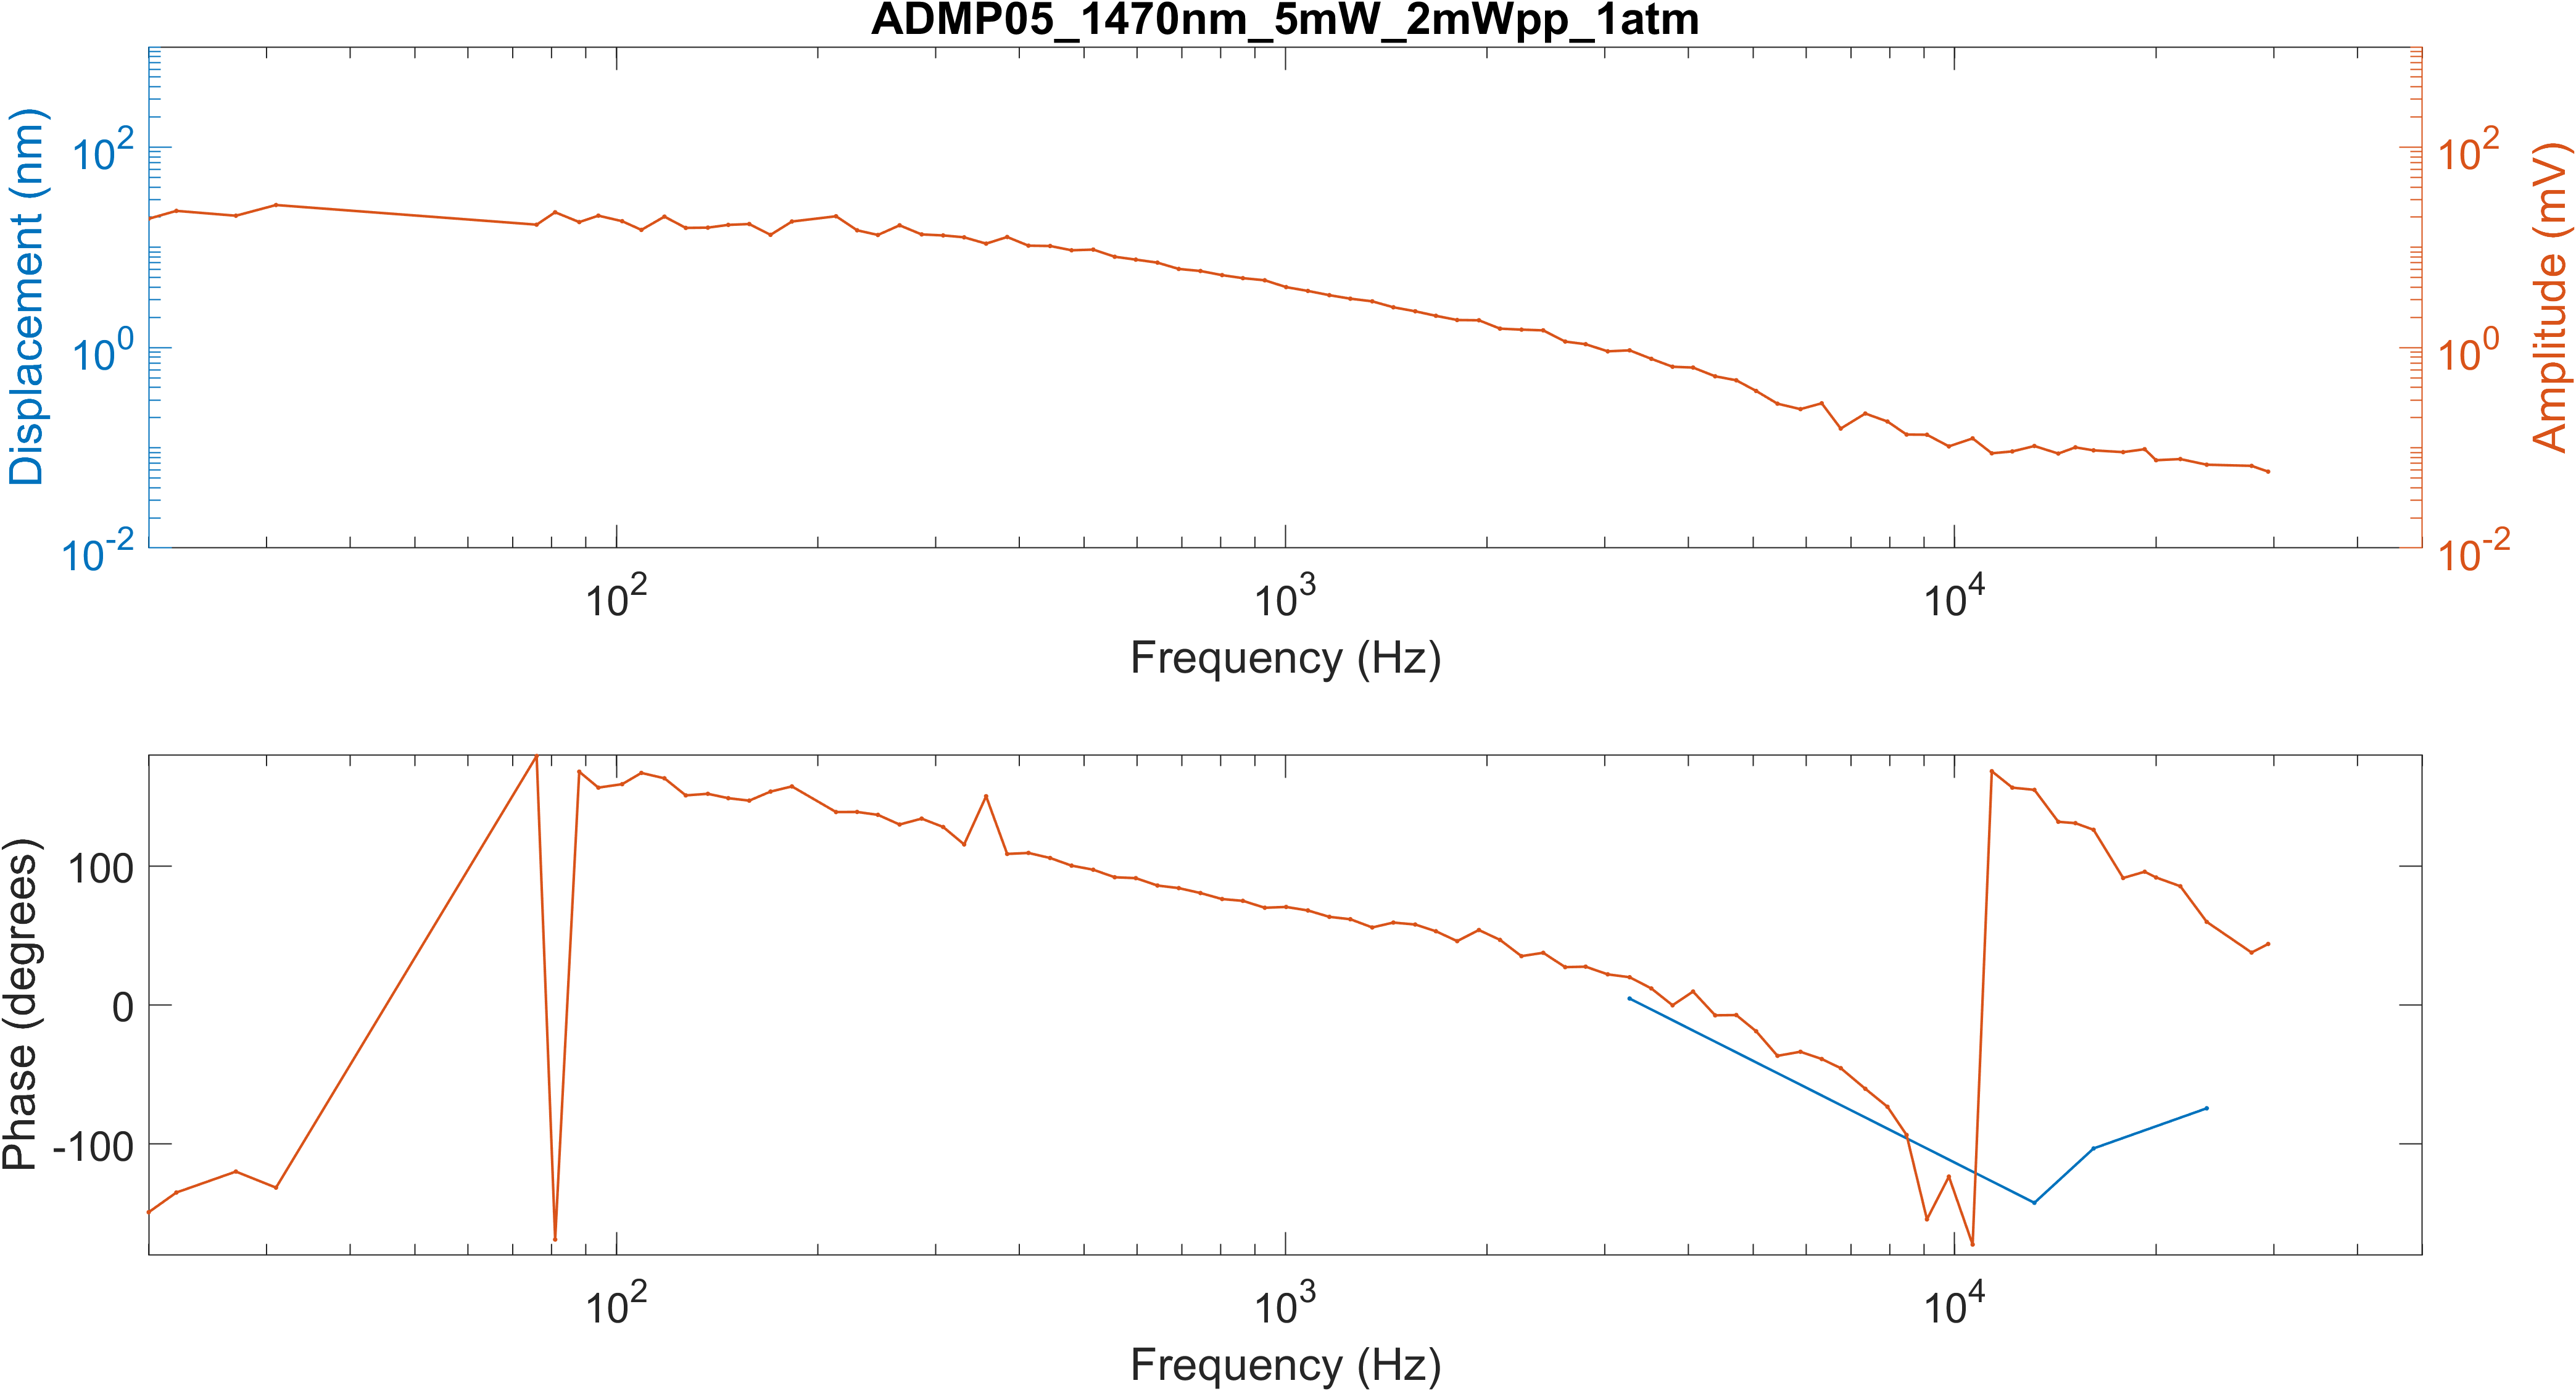 ADMP05_1470nm_5mW_2mWpp_1atm
Displacement (nm)
10^2
10^0
10^-2
Amplitude (mV)
10^2
10^0
10^-2
10^2 10^3 10^4
Frequency (Hz)
Phase (degrees)
100
0
-100
10^2 10^3 10^4
Frequency (Hz)